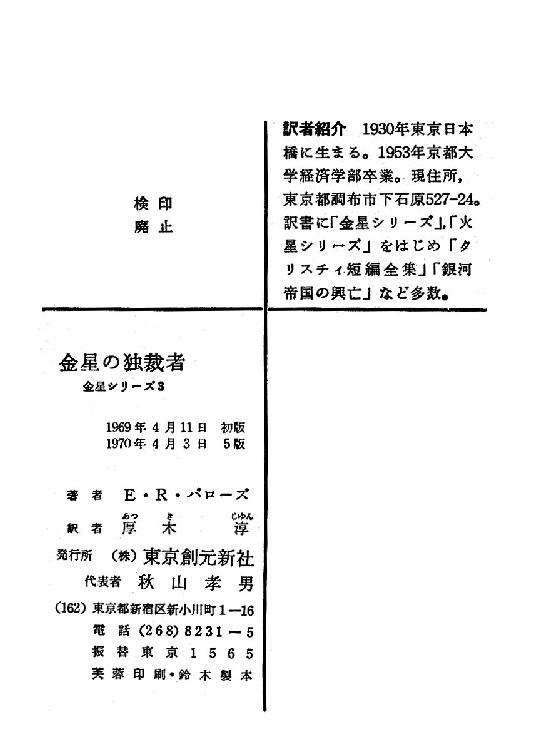 検印
廃止
訳者紹介 1930年東京日本
橋に生まる。1953年京都大
学経済学部卒業。現住所,
東京都調布市下石原527-24。
訳書に「金星シリーズ」,「火
星シリーズ」をはじめ「ク
リスティ短編全集」「銀河
帝国の興亡」など多数。
金星の独裁者
金星シリーズ3
1969年4月11日 初版
1970年4月3日 5版
著者 E・R・バローズ
あつ ぎ じゆん
訳者 厚木淳
発行所 (株)東京創元新社
代表者 秋山孝男
(162)東京都新宿区新小川町1—16
電話(268)8231—5
振替東京1565
芙蓉印刷・鈴木製本